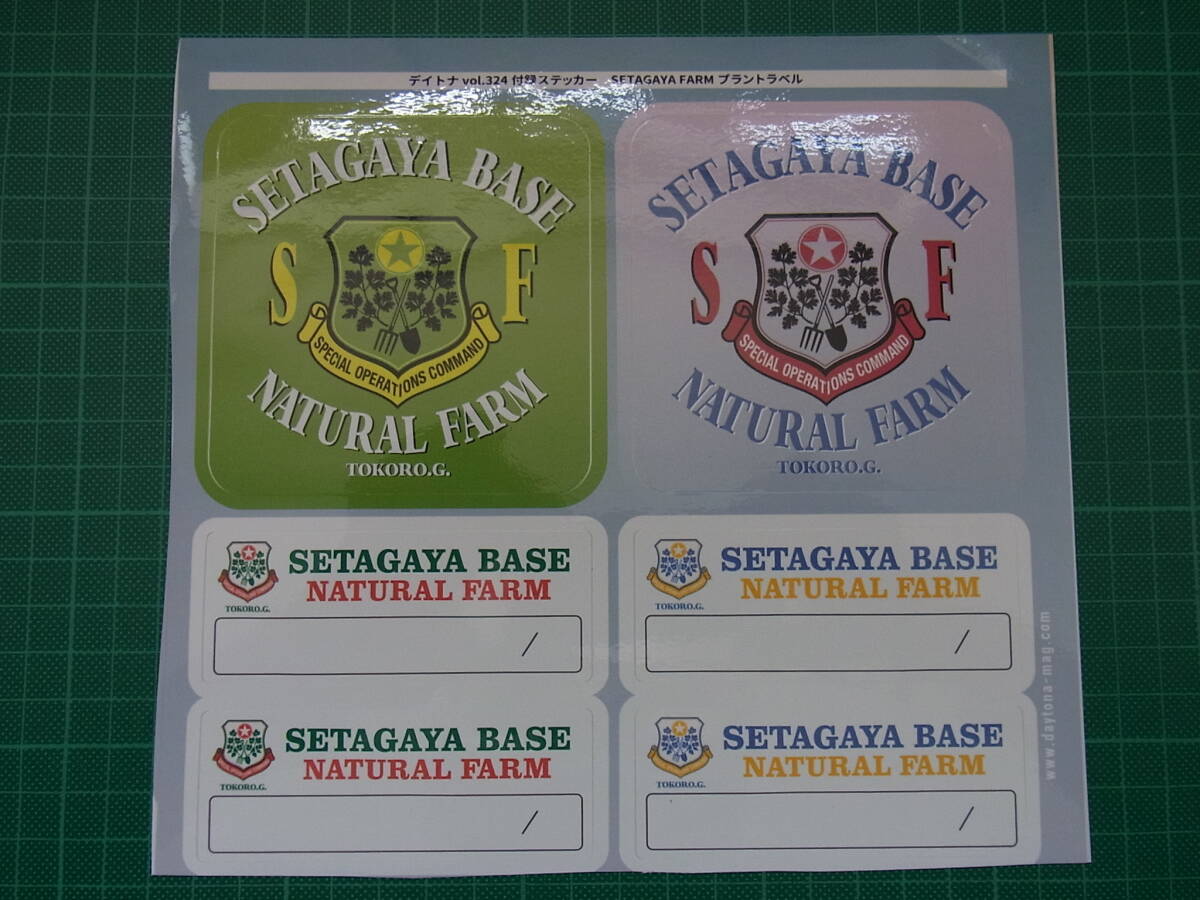 デイトナ vol.324 付録ステッカー SETAGAYA FARM プラントラベル
SETAGAYA BASE
S F
SPECIAL OPERATIONS COMMAND
NATURAL FARM
TOKORO.G.
SETAGAYA BASE
S F
SPECIAL OPERATIONS COMMAND
NATURAL FARM
TOKORO.G.
SETAGAYA BASE
NATURAL FARM
TOKORO.G.
/
SETAGAYA BASE
NATURAL FARM
TOKORO.G.
/
SETAGAYA BASE
NATURAL FARM
TOKORO.G.
/
SETAGAYA BASE
NATURAL FARM
TOKORO.G.
/
www.daytona-mag.com